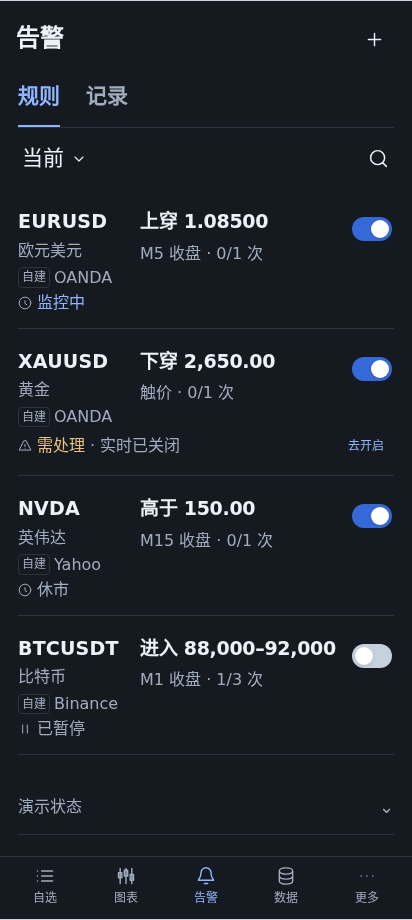 告警
规则 记录
当前
EURUSD 上穿 1.08500
欧元美元 M5 收盘 · 0/1 次
自建 OANDA
监控中
XAUUSD 下穿 2,650.00
黄金 触价 · 0/1 次
自建 OANDA
需处理 · 实时已关闭 去开启
NVDA 高于 150.00
英伟达 M15 收盘 · 0/1 次
自建 Yahoo
休市
BTCUSDT 进入 88,000–92,000
比特币 M1 收盘 · 1/3 次
自建 Binance
已暂停
演示状态
自选 图表 告警 数据 更多